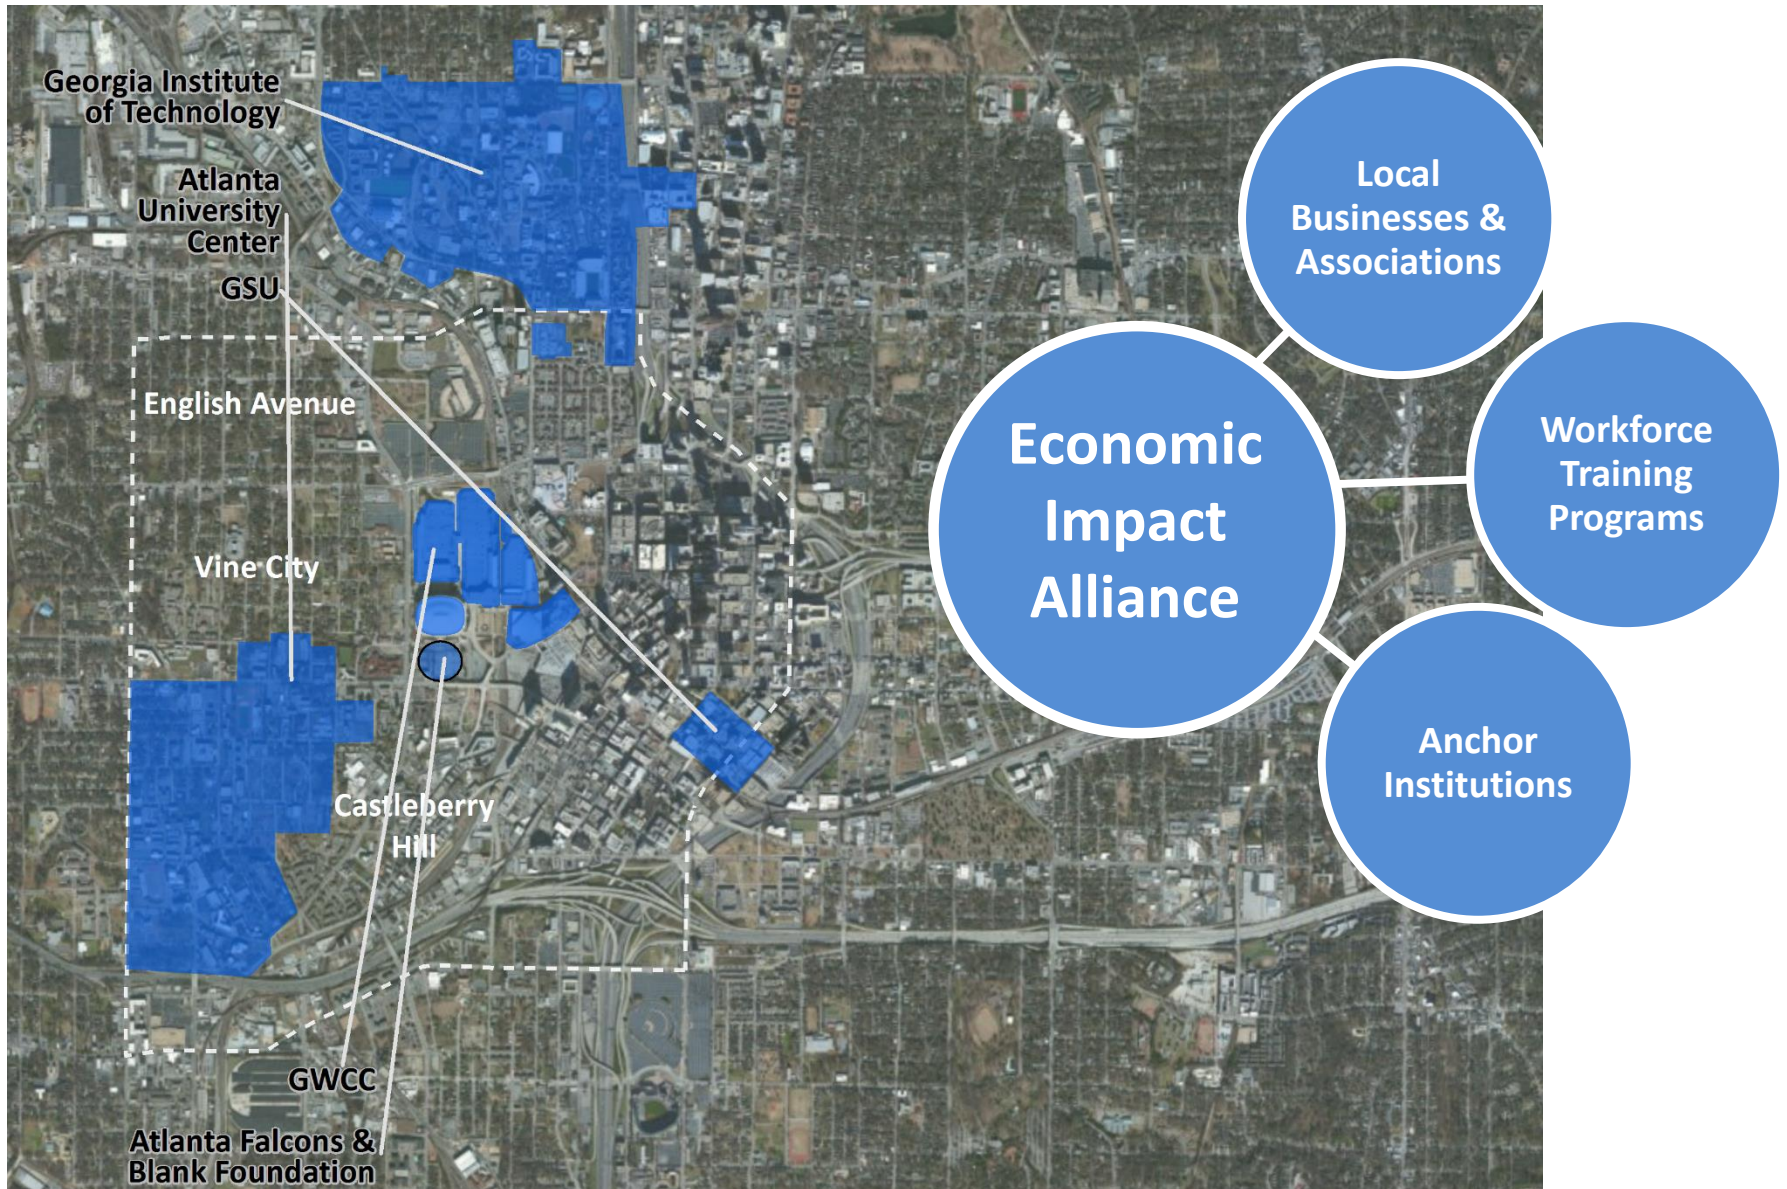 Georgia Institute
of Technology
Atlanta
University
Center
GSU
English Avenue
Vine City
Castleberry
Hill
GWCC
Atlanta Falcons &
Blank Foundation
Economic
Impact
Alliance
Local
Businesses &
Associations
Workforce
Training
Programs
Anchor
Institutions